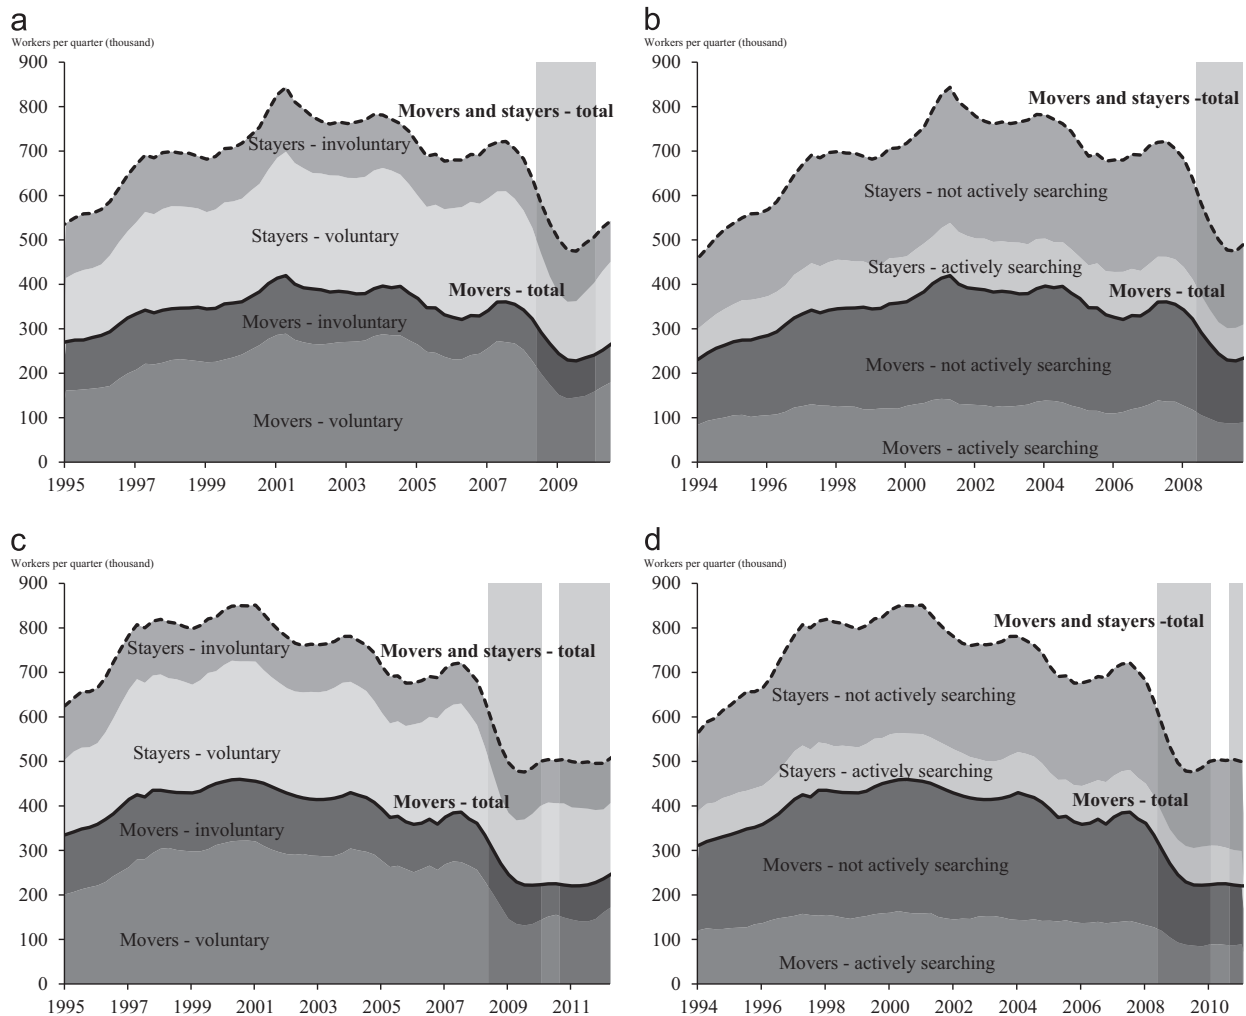 a
Workers per quarter (thousand)
900
800
700
600
500
400
300
200
100
0
Movers and stayers - total
Stayers - involuntary
Stayers - voluntary
Movers - total
Movers - involuntary
Movers - voluntary
1995 1997 1999 2001 2003 2005 2007 2009
b
Workers per quarter (thousand)
900
800
700
600
500
400
300
200
100
0
Movers and stayers -total
Stayers - not actively searching
Stayers - actively searching
Movers - total
Movers - not actively searching
Movers - actively searching
1994 1996 1998 2000 2002 2004 2006 2008
c
Workers per quarter (thousand)
900
800
700
600
500
400
300
200
100
0
Stayers - involuntary
Movers and stayers - total
Stayers - voluntary
Movers - total
Movers - involuntary
Movers - voluntary
1995 1997 1999 2001 2003 2005 2007 2009 2011
d
Workers per quarter (thousand)
900
800
700
600
500
400
300
200
100
0
Movers and stayers -total
Stayers - not actively searching
Stayers - actively searching
Movers - total
Movers - not actively searching
Movers - actively searching
1994 1996 1998 2000 2002 2004 2006 2008 2010